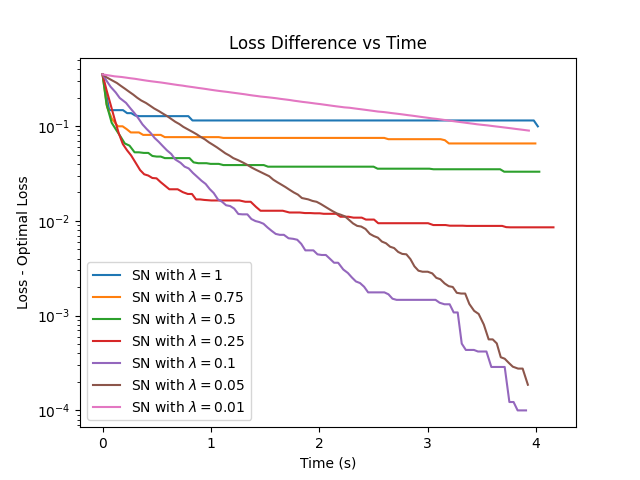 Loss Difference vs Time
Loss - Optimal Loss
10⁻¹
10⁻²
10⁻³
10⁻⁴
SN with λ = 1
SN with λ = 0.75
SN with λ = 0.5
SN with λ = 0.25
SN with λ = 0.1
SN with λ = 0.05
SN with λ = 0.01
0 1 2 3 4
Time (s)